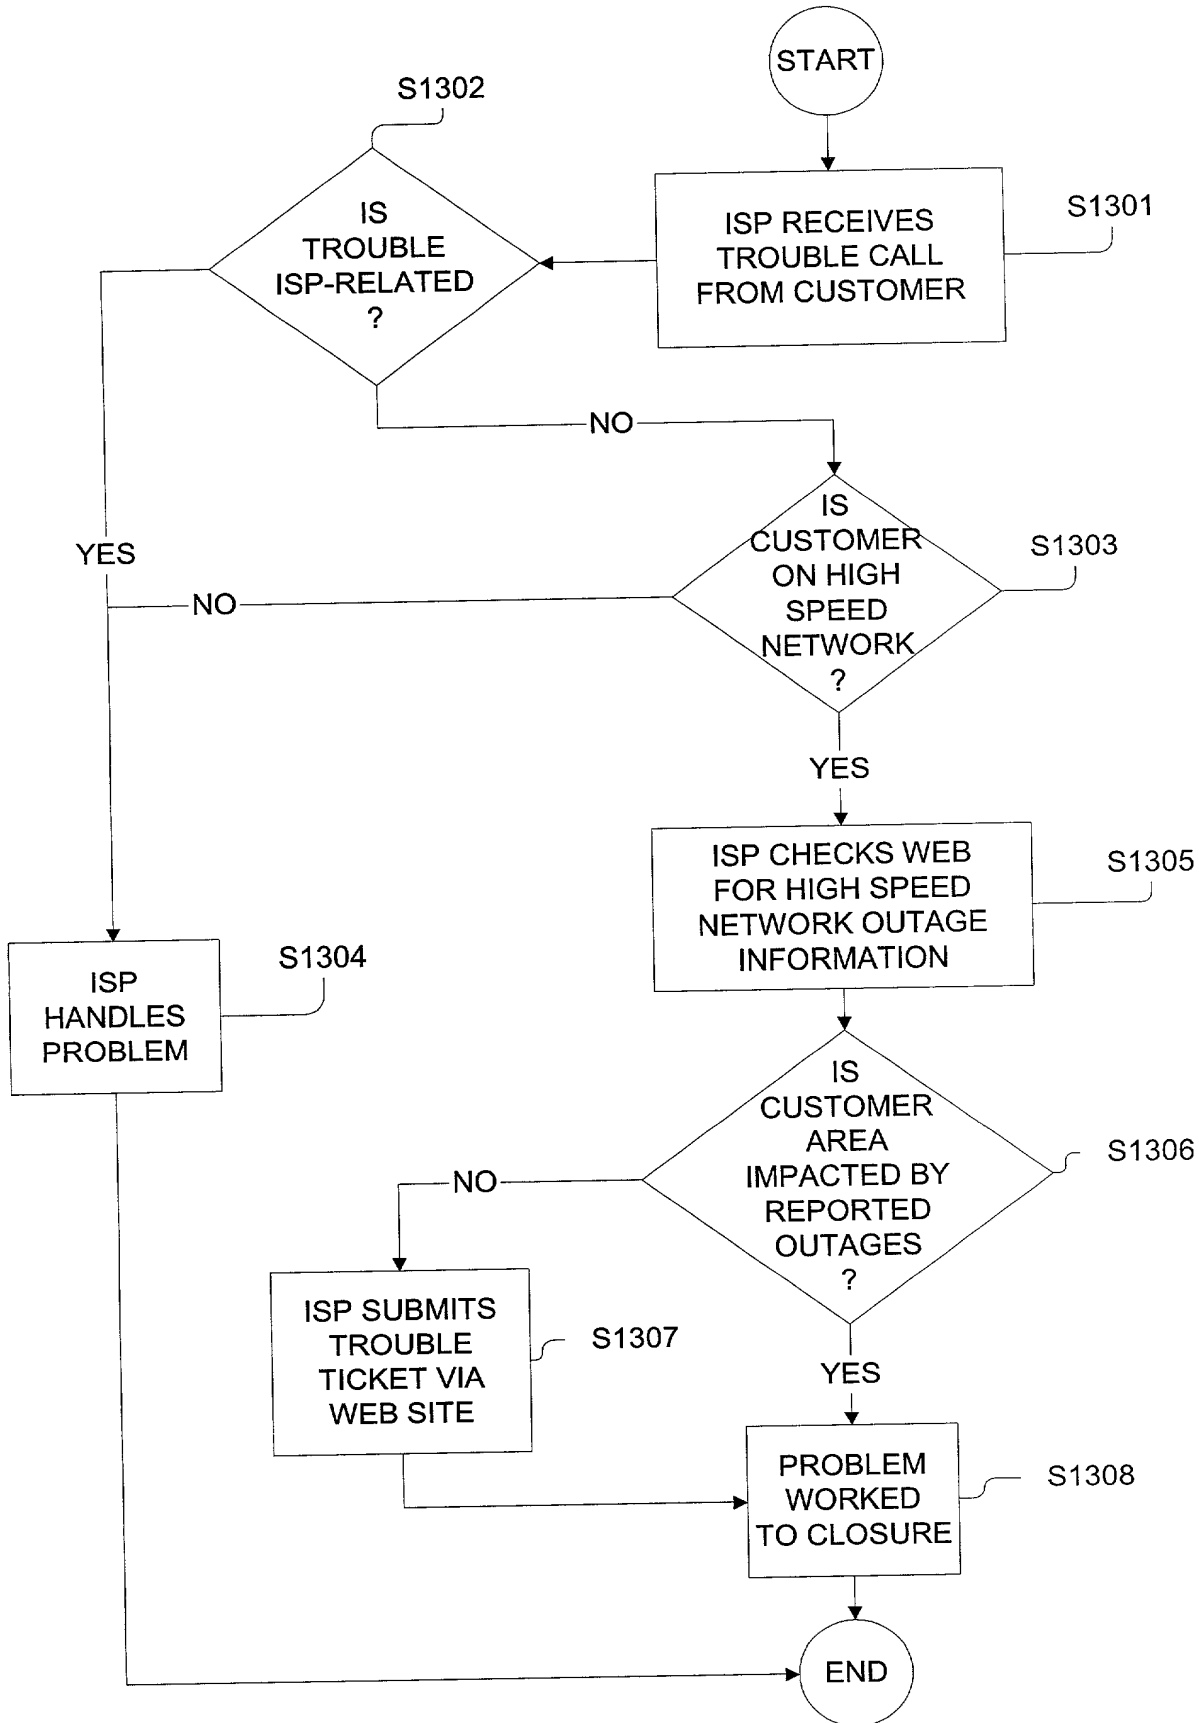 START
S1302
IS
TROUBLE
ISP-RELATED
?
ISP RECEIVES
TROUBLE CALL
FROM CUSTOMER
S1301
NO
IS
CUSTOMER
ON HIGH
SPEED
NETWORK
?
S1303
YES
NO
YES
ISP CHECKS WEB
FOR HIGH SPEED
NETWORK OUTAGE
INFORMATION
S1305
ISP
HANDLES
PROBLEM
S1304
IS
CUSTOMER
AREA
IMPACTED BY
REPORTED
OUTAGES
?
S1306
NO
ISP SUBMITS
TROUBLE
TICKET VIA
WEB SITE
S1307
YES
PROBLEM
WORKED
TO CLOSURE
S1308
END